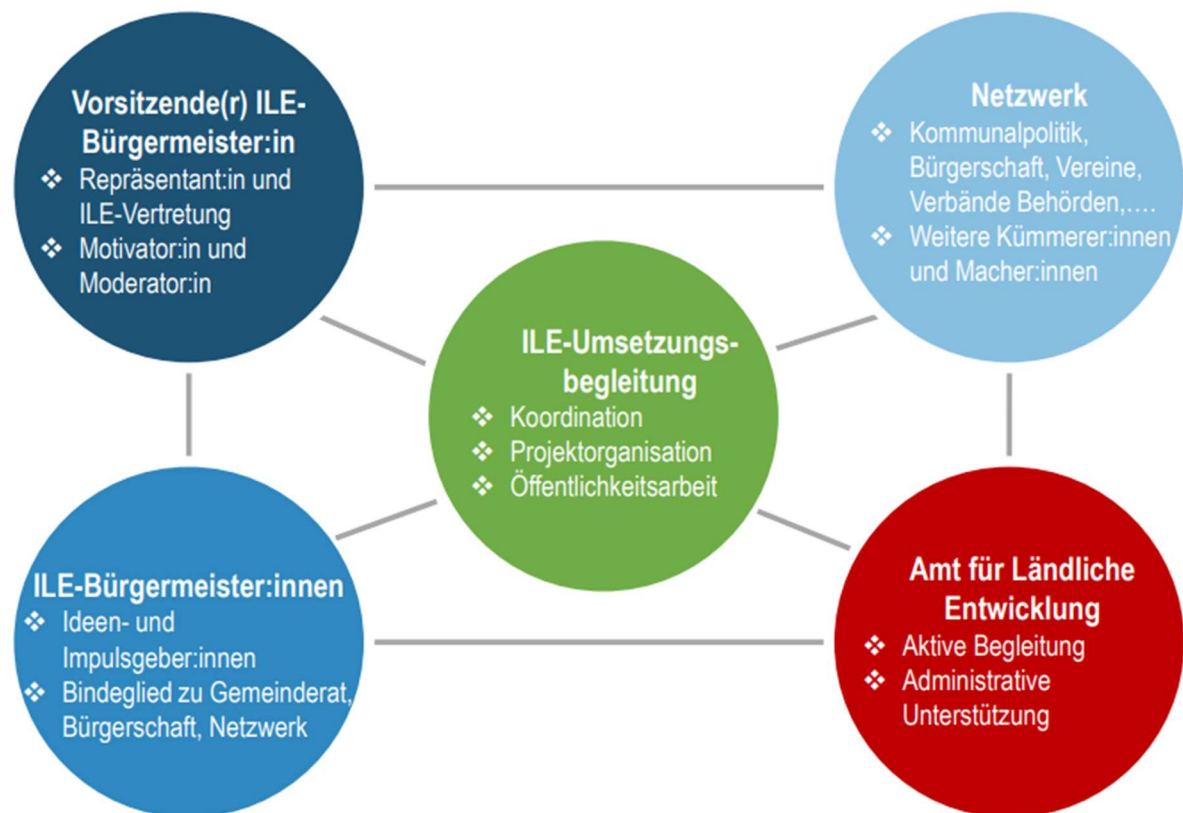 Vorsitzende(r) ILE-
Bürgermeister:in
❖ Repräsentant:in und
ILE-Vertretung
❖ Motivator:in und
Moderator:in
Netzwerk
❖ Kommunalpolitik,
Bürgerschaft, Vereine,
Verbände Behörden,….
❖ Weitere Kümmerer:innen
und Macher:innen
ILE-Umsetzungs-
begleitung
❖ Koordination
❖ Projektorganisation
❖ Öffentlichkeitsarbeit
ILE-Bürgermeister:innen
❖ Ideen- und
Impulsgeber:innen
❖ Bindeglied zu Gemeinderat,
Bürgerschaft, Netzwerk
Amt für Ländliche
Entwicklung
❖ Aktive Begleitung
❖ Administrative
Unterstützung